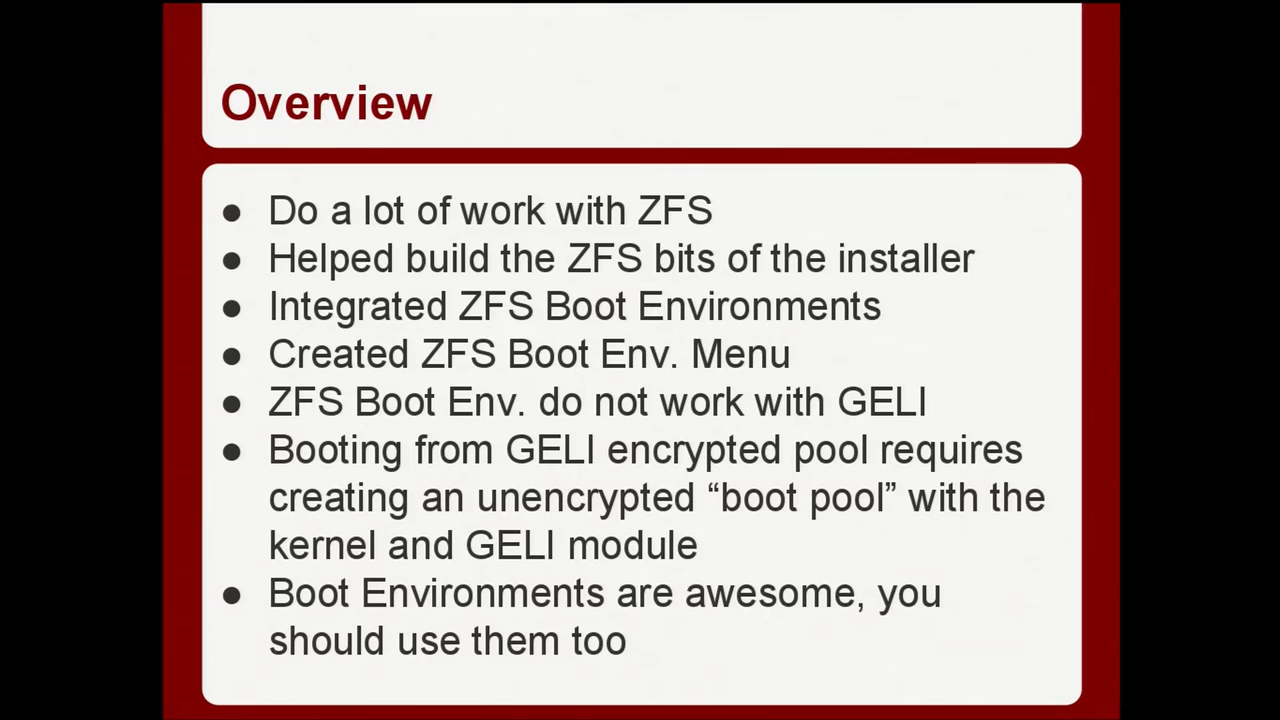 Overview
● Do a lot of work with ZFS
● Helped build the ZFS bits of the installer
● Integrated ZFS Boot Environments
● Created ZFS Boot Env. Menu
● ZFS Boot Env. do not work with GELI
● Booting from GELI encrypted pool requires
creating an unencrypted “boot pool” with the
kernel and GELI module
● Boot Environments are awesome, you
should use them too